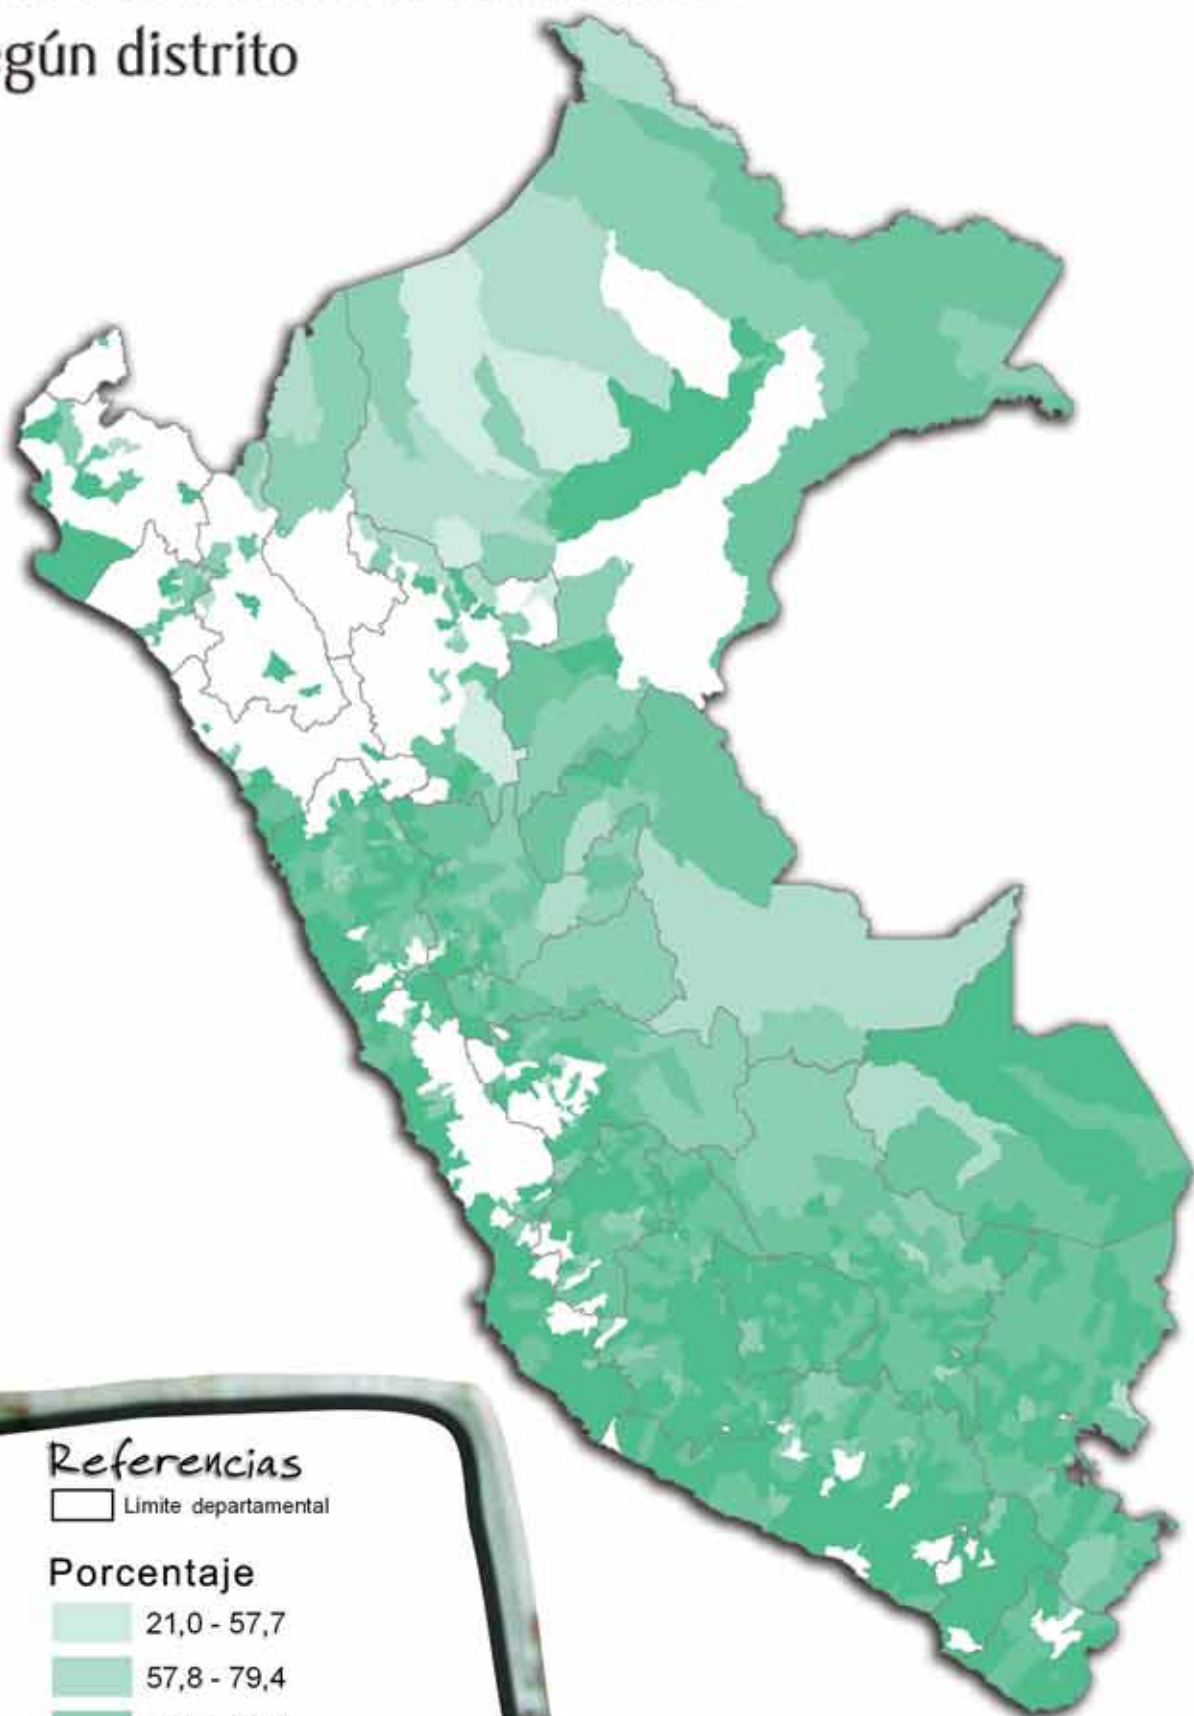 gún distrito
Referencias
Límite departamental
Porcentaje
21,0 - 57,7
57,8 - 79,4